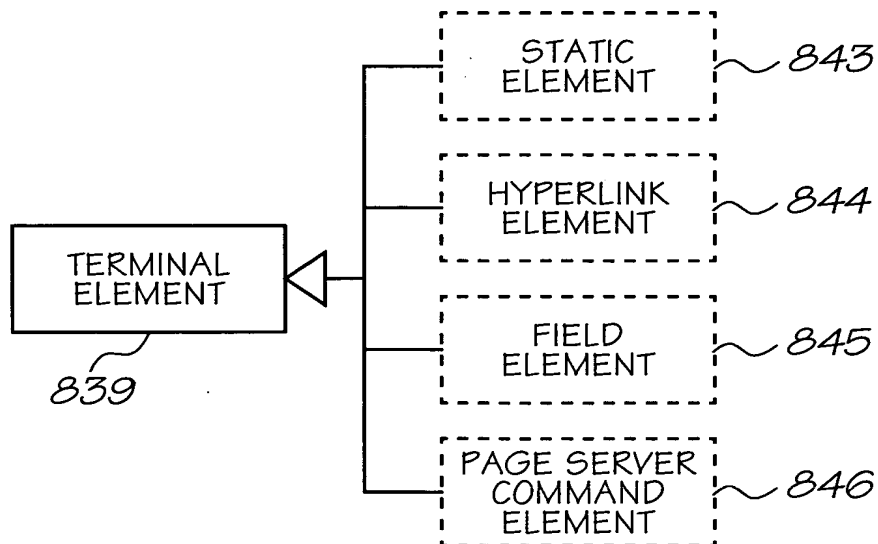 STATIC
ELEMENT
843
HYPERLINK
ELEMENT
844
TERMINAL
ELEMENT
839
FIELD
ELEMENT
845
PAGE SERVER
COMMAND
ELEMENT
846